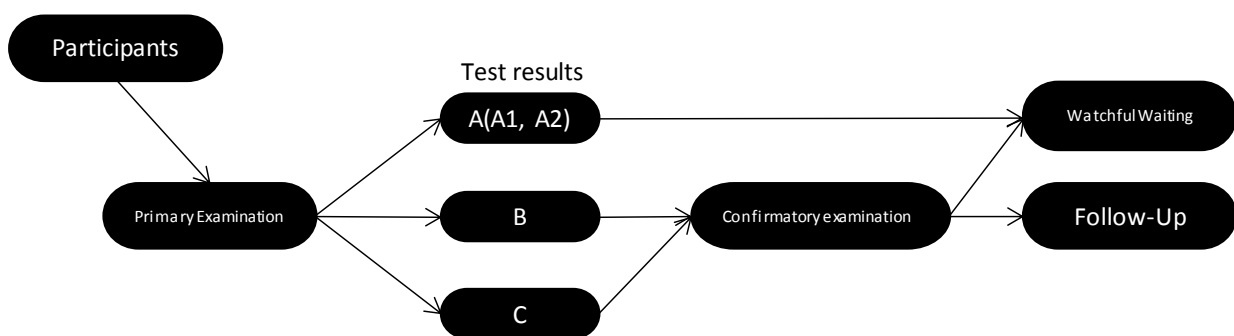 Participants
Test results
A(A1, A2)
Watchful Waiting
Primary Examination
B
Confirmatory examination
Follow-Up
C